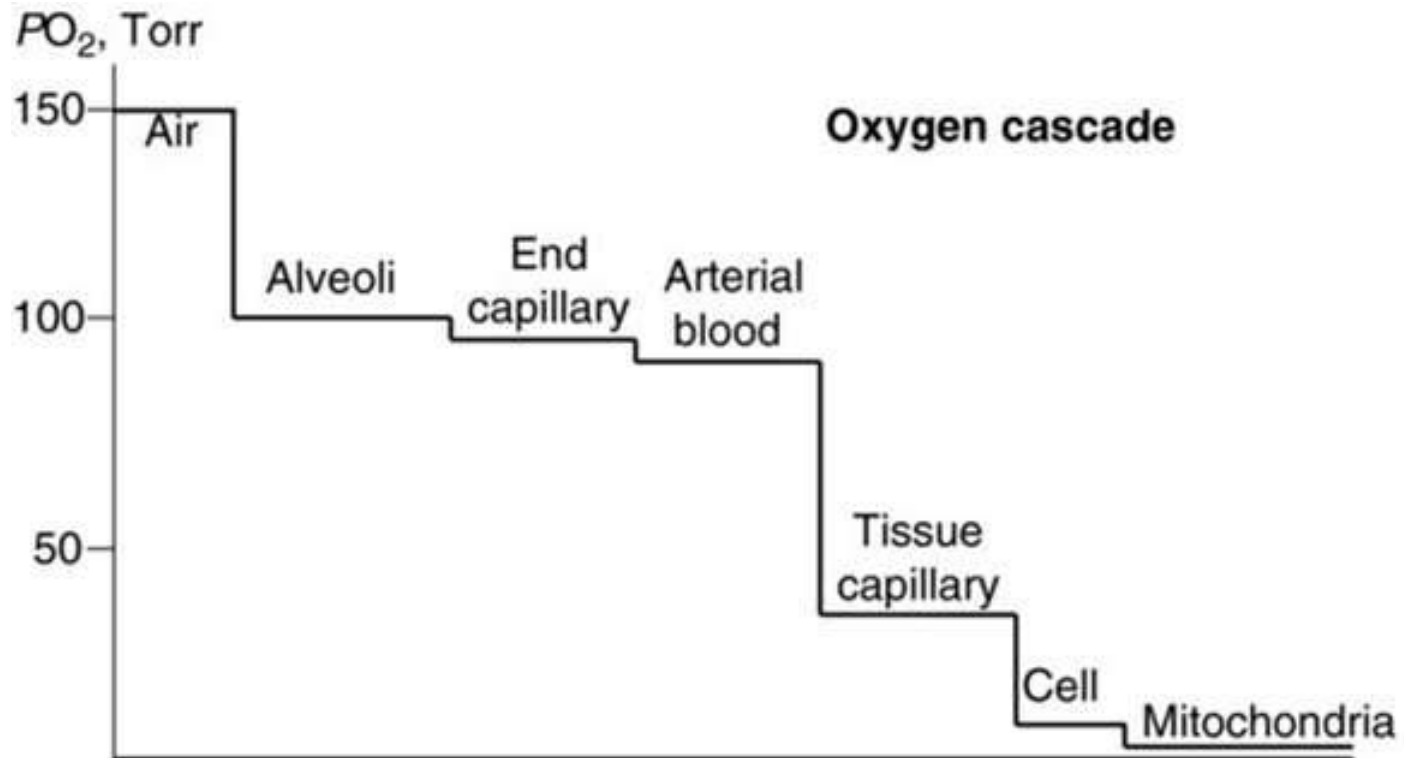 PO₂, Torr
150
Air
Oxygen cascade
Alveoli
End
capillary
Arterial
blood
100
50
Tissue
capillary
Cell
Mitochondria